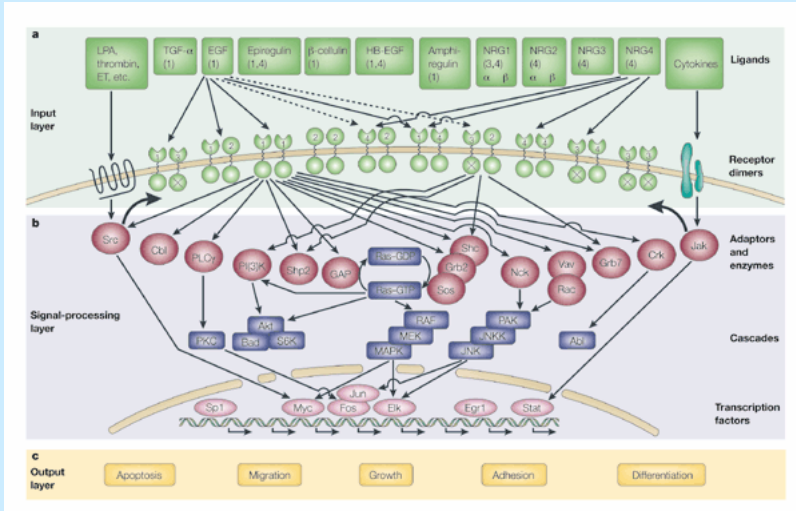 a
LPA,
thrombin,
ET, etc.
TGF-α
(1)
EGF
(1)
Epiregulin
(1,4)
β-cellulin
(1)
HB-EGF
(1,4)
Amphi-
regulin
(1)
NRG1
(3,4)
α β
NRG2
(4)
α β
NRG3
(4)
NRG4
(4)
Cytokines
Ligands
Input
layer
Receptor
dimers
b
Src
Cbl
PLCγ
PI(3)K
Shp2
GAP
Ras-GDP
Ras-GTP
Shc
Grb2
Sos
Nck
Vav
Rac
Grb7
Crk
Jak
Adaptors
and
enzymes
Signal-processing
layer
PKC
Akt
Bad
S6K
RAF
MEK
MAPK
PAK
JNKK
JNK
Abl
Cascades
Sp1
Myc
Jun
Fos
Elk
Egr1
Stat
Transcription
factors
c
Output
layer
Apoptosis
Migration
Growth
Adhesion
Differentiation